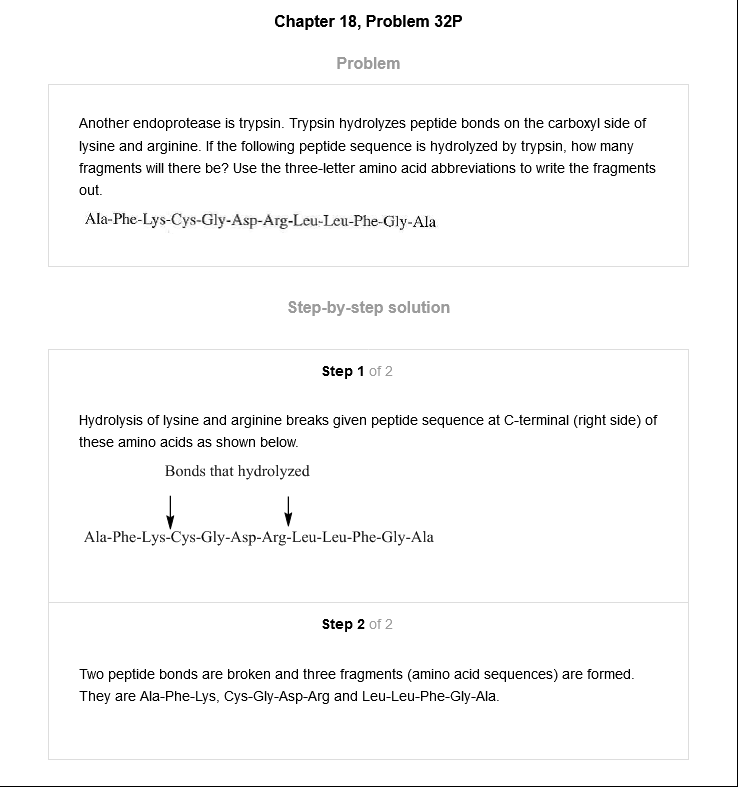 Chapter 18, Problem 32P
Problem
Another endoprotease is trypsin. Trypsin hydrolyzes peptide bonds on the carboxyl side of
lysine and arginine. If the following peptide sequence is hydrolyzed by trypsin, how many
fragments will there be? Use the three-letter amino acid abbreviations to write the fragments
out.
Ala-Phe-Lys-Cys-Gly-Asp-Arg-Leu-Leu-Phe-Gly-Ala
Step-by-step solution
Step 1 of 2
Hydrolysis of lysine and arginine breaks given peptide sequence at C-terminal (right side) of
these amino acids as shown below.
Bonds that hydrolyzed
Ala-Phe-Lys-Cys-Gly-Asp-Arg-Leu-Leu-Phe-Gly-Ala
Step 2 of 2
Two peptide bonds are broken and three fragments (amino acid sequences) are formed.
They are Ala-Phe-Lys, Cys-Gly-Asp-Arg and Leu-Leu-Phe-Gly-Ala.